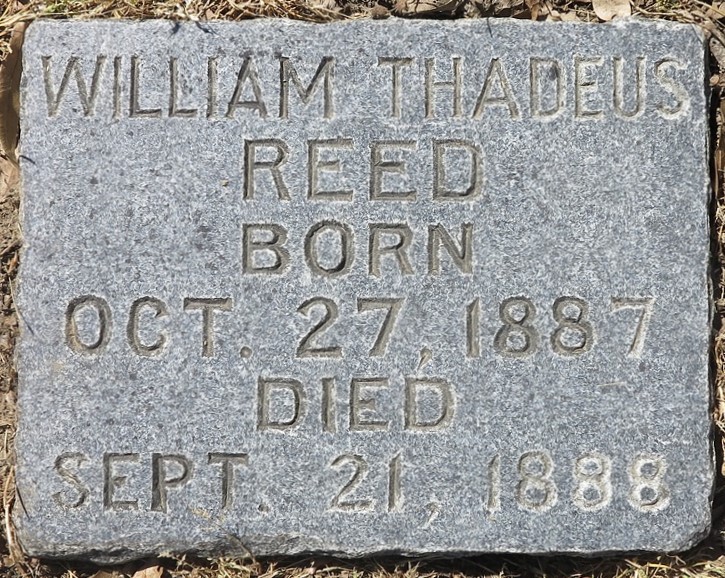 WILLIAM THADEUS
REED
BORN
OCT. 27, 1887
DIED
SEPT. 21, 1888